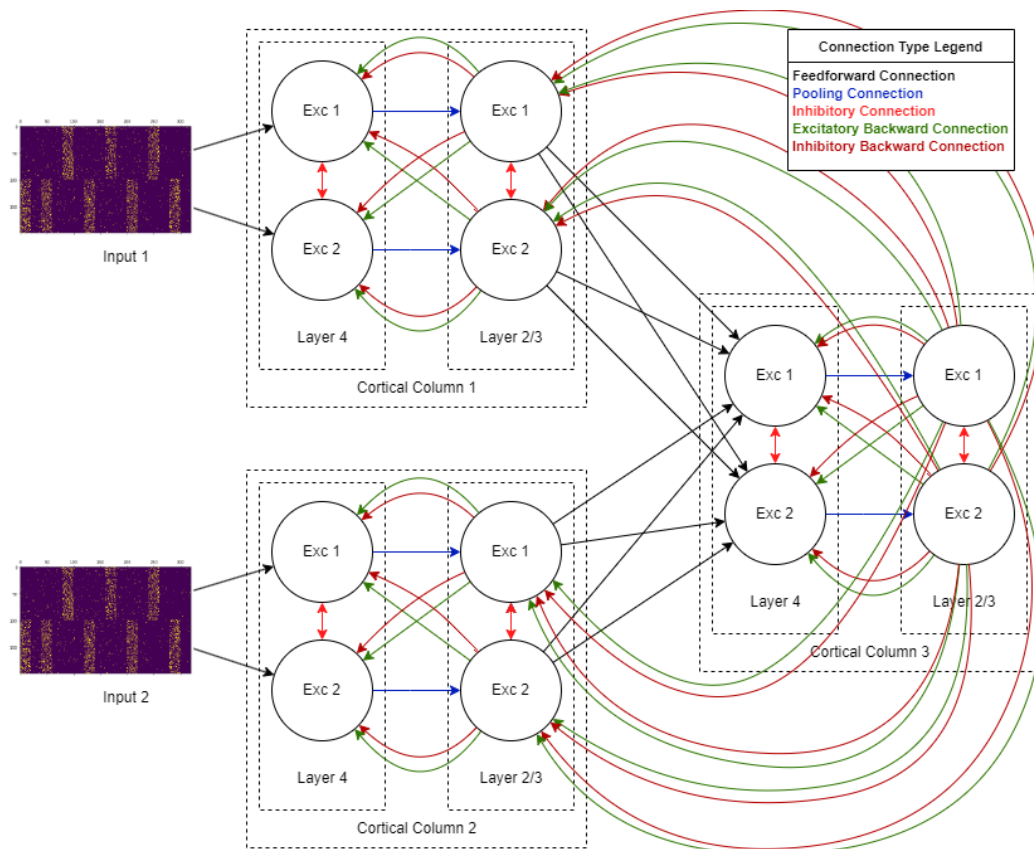 Connection Type Legend
Feedforward Connection
Pooling Connection
Inhibitory Connection
Excitatory Backward Connection
Inhibitory Backward Connection
Exc 1
Exc 1
Exc 2
Exc 2
Layer 4
Layer 2/3
Cortical Column 1
Input 1
Exc 1
Exc 1
Exc 2
Exc 2
Layer 4
Layer 2/3
Cortical Column 3
Exc 1
Exc 1
Exc 2
Exc 2
Layer 4
Layer 2/3
Cortical Column 2
Input 2